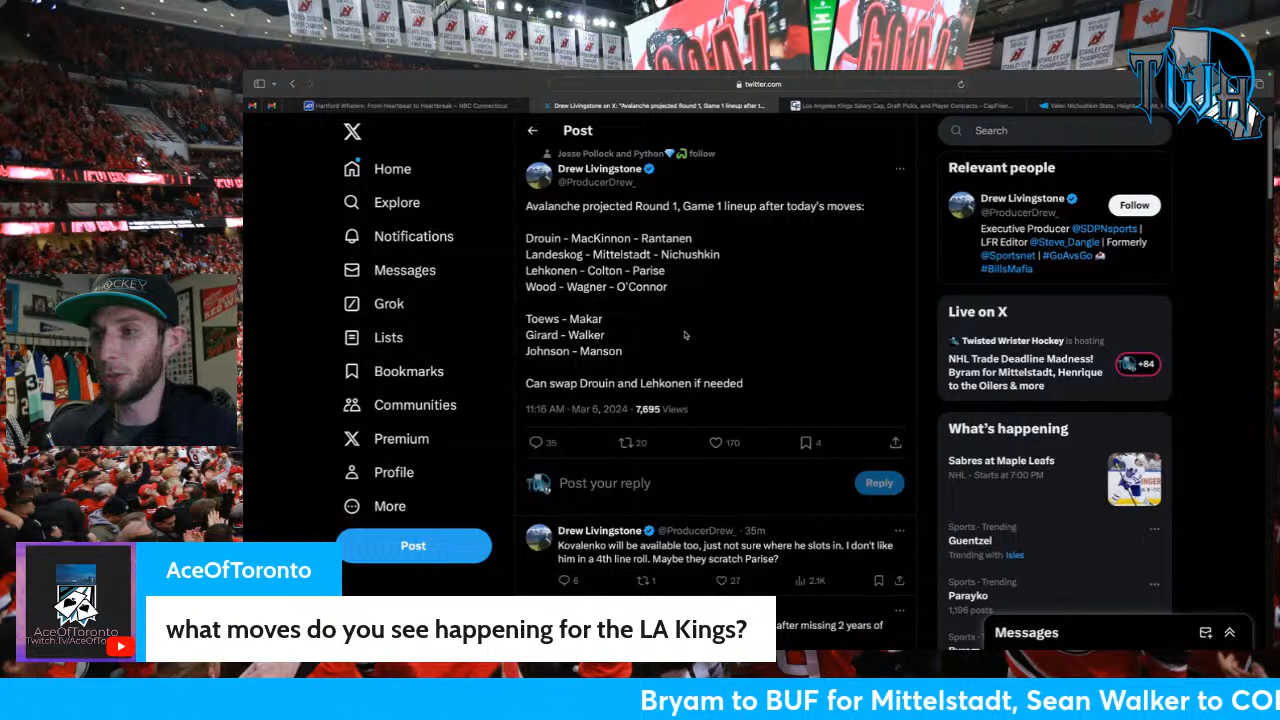 GOAL
GOAL
TWH
twitter.com
Hartford Whalers: From Heartbeat to Heartbreak – NBC Connecticut
Drew Livingstone on X: "Avalanche projected Round 1, Game 1 lineup after t...
Los Angeles Kings Salary Cap, Draft Picks, and Player Contracts - CapFrien...
Valeri Nichushkin Stats, Height,
Post
Search
Jesse Pollock and Python follow
Drew Livingstone
@ProducerDrew_
Avalanche projected Round 1, Game 1 lineup after today's moves:
Drouin - MacKinnon - Rantanen
Landeskog - Mittelstadt - Nichushkin
Lehkonen - Colton - Parise
Wood - Wagner - O'Connor
Toews - Makar
Girard - Walker
Johnson - Manson
Can swap Drouin and Lehkonen if needed
11:16 AM · Mar 6, 2024 · 7,695 Views
35
20
170
4
Post your reply
Reply
Drew Livingstone @ProducerDrew_ · 35m
Kovalenko will be available too, just not sure where he slots in. I don't like
him in a 4th line roll. Maybe they scratch Parise?
6
1
27
2.1K
after missing 2 years of
Home
Explore
Notifications
Messages
Grok
Lists
Bookmarks
Communities
Premium
Profile
More
Post
Relevant people
Drew Livingstone
@ProducerDrew_
Follow
Executive Producer @SDPNsports |
LFR Editor @Steve_Dangle | Formerly
@Sportsnet | #GoAvsGo
#BillsMafia
Live on X
Twisted Wrister Hockey is hosting
NHL Trade Deadline Madness!
Byram for Mittelstadt, Henrique
to the Oilers & more
+84
What's happening
Sabres at Maple Leafs
NHL · Starts at 7:00 PM
Sports · Trending
Guentzel
Trending with Isles
Sports · Trending
Parayko
1,196 posts
Sports ·
Messages
HOCKEY
AceOfToronto
Twitch.Tv/AceOfTo
AceOfToronto
what moves do you see happening for the LA Kings?
Bryam to BUF for Mittelstadt, Sean Walker to CO